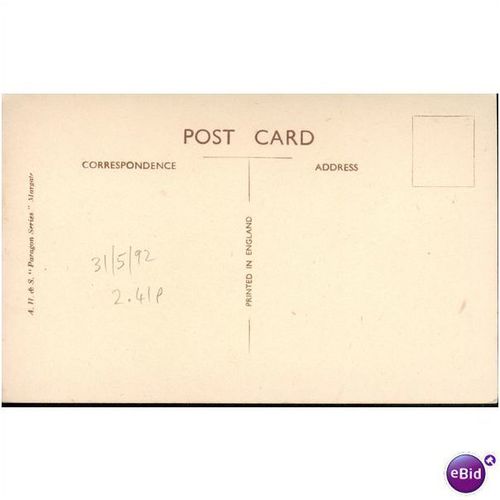 POST CARD
CORRESPONDENCE
ADDRESS
A. H. & S. "Paragon Series" Margate
31/5/92
2.41P
PRINTED IN ENGLAND
eBid